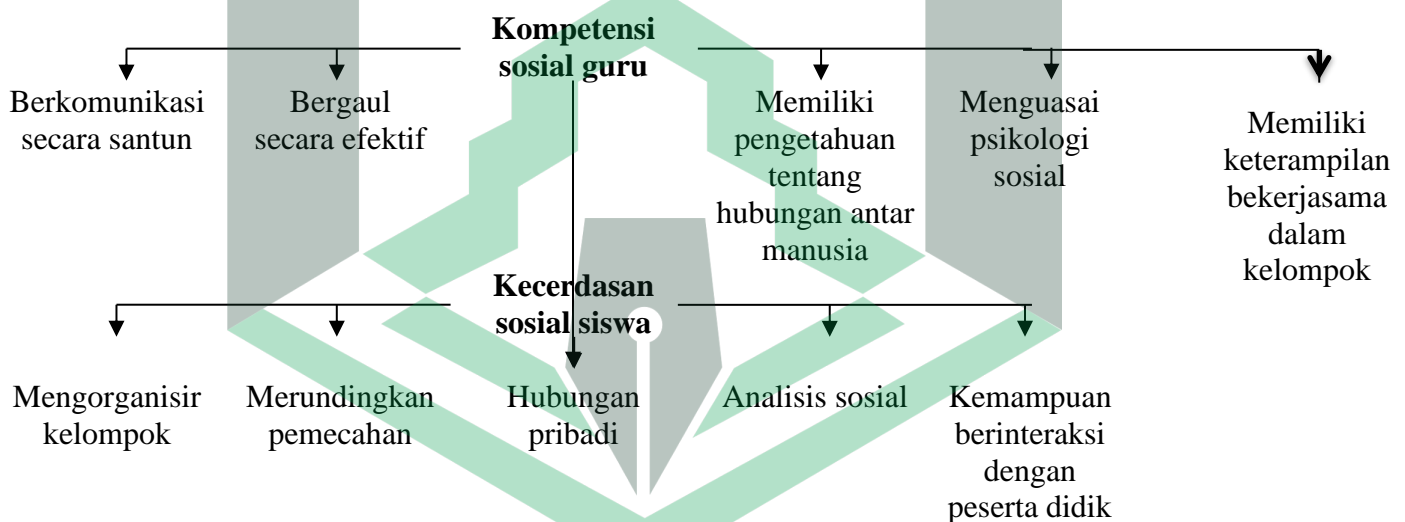 Kompetensi
sosial guru
Berkomunikasi
secara santun
Bergaul
secara efektif
Memiliki
pengetahuan
tentang
hubungan antar
manusia
Menguasai
psikologi
sosial
Memiliki
keterampilan
bekerjasama
dalam
kelompok
Kecerdasan
sosial siswa
Mengorganisir
kelompok
Merundingkan
pemecahan
Hubungan
pribadi
Analisis sosial
Kemampuan
berinteraksi
dengan
peserta didik